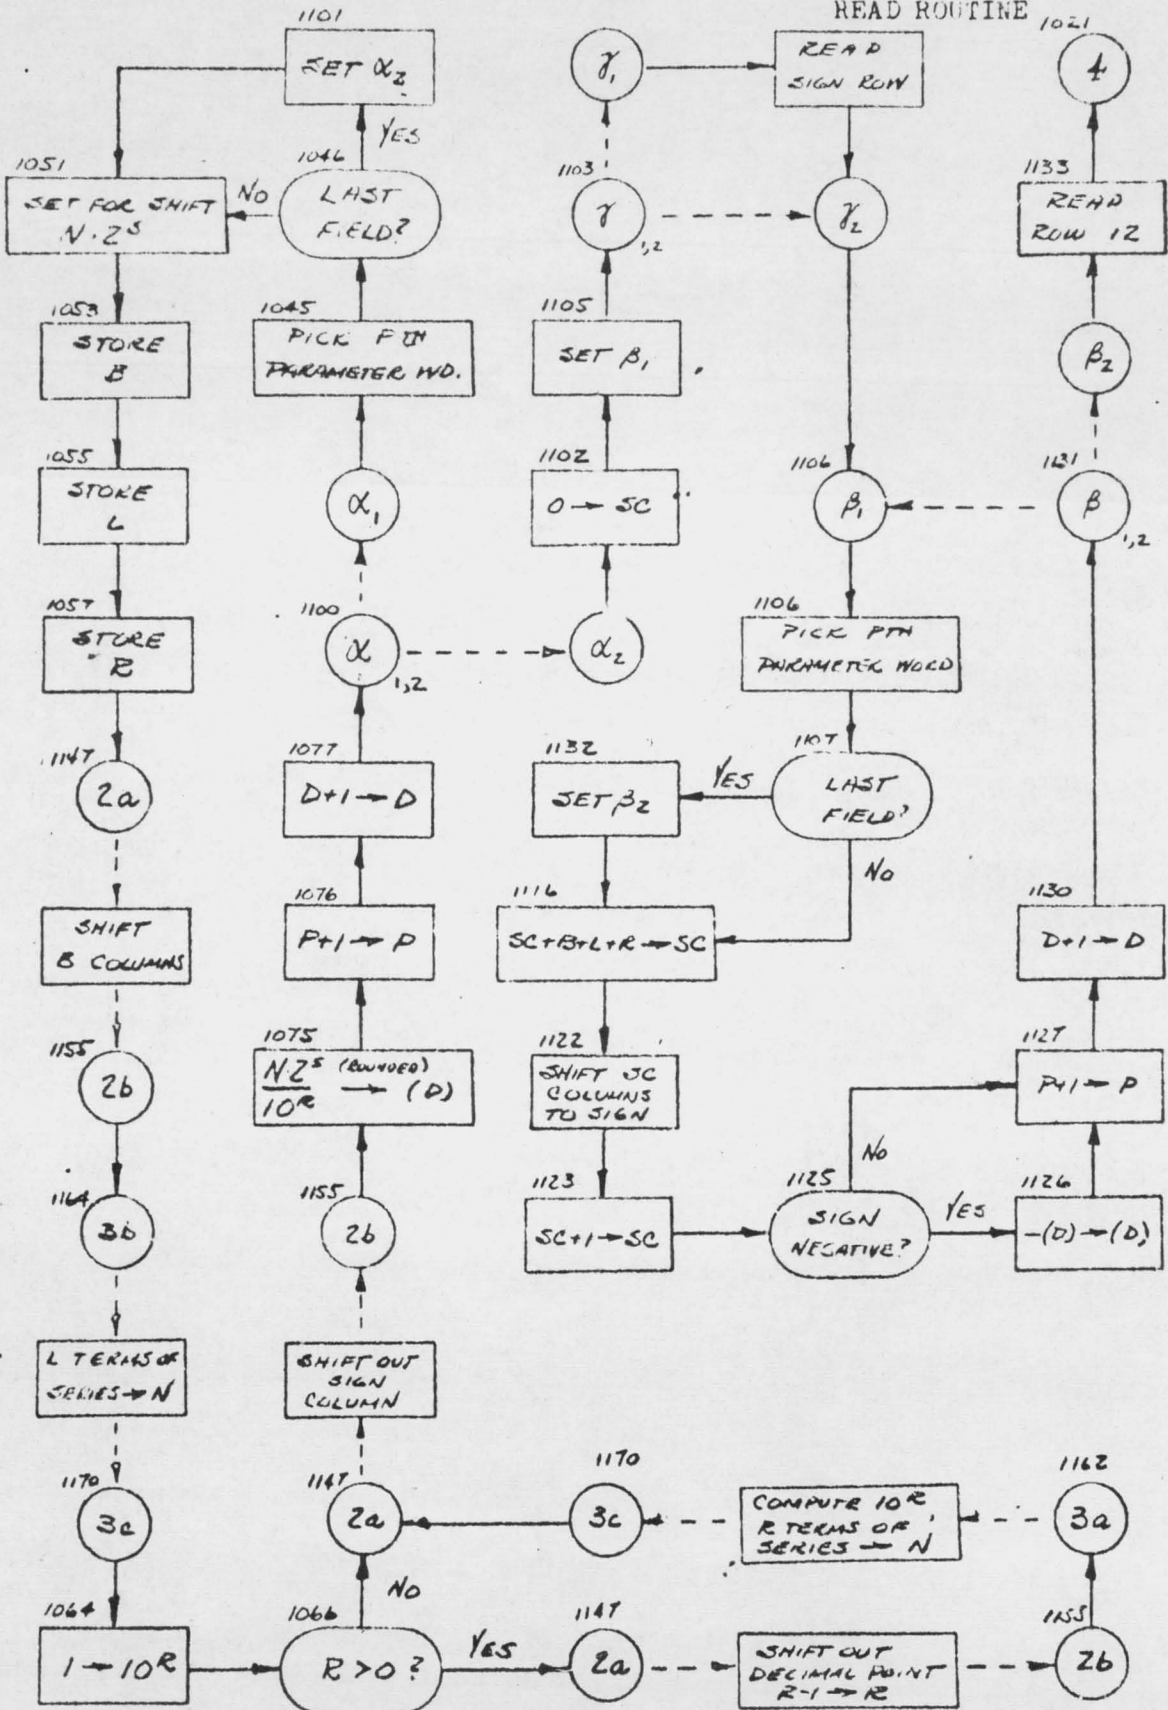 READ ROUTINE
1101
SET α2
YES
1046
LAST
FIELD?
NO
1051
SET FOR SHIFT
N·2^S
1053
STORE
B
1055
STORE
L
1057
STORE
R
1147
2a
SHIFT
B COLUMNS
1155
2b
1164
3b
L TERMS OF
SERIES → N
1170
3c
1064
1 → 10^R
1045
PICK PTH
PARAMETER WD.
α1
1100
α 1,2
α2
1077
D+1 → D
1076
P+1 → P
1075
N·2^S (ROUNDED)
10^R → (D)
1155
2b
SHIFT OUT
SIGN
COLUMN
1147
2a
NO
1066
R > 0 ?
YES
1147
2a
SHIFT OUT
DECIMAL POINT
R-1 → R
1155
2b
1162
3a
COMPUTE 10^R,
R TERMS OF
SERIES → N
1170
3c
γ1
READ
SIGN ROW
1103
γ 1,2
γ2
1105
SET β1
1102
0 → SC
1106
β1
1106
PICK PTH
PARAMETER WORD
1107
LAST
FIELD?
YES
NO
1132
SET β2
1116
SC+B+L+R → SC
1122
SHIFT SC
COLUMNS
TO SIGN
1123
SC+1 → SC
1125
SIGN
NEGATIVE?
NO
YES
1126
-(D) → (D)
1127
P+1 → P
1130
D+1 → D
1131
β 1,2
β2
1133
READ
ROW 12
1021
4